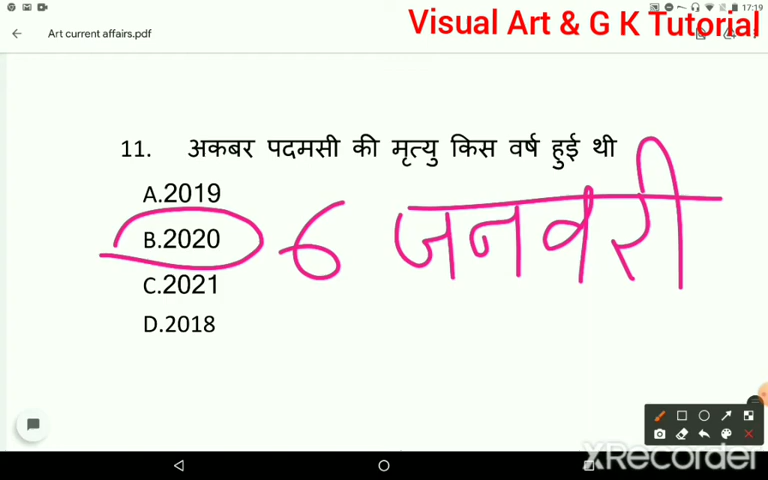 17:19
Visual Art & G K Tutorial
Art current affairs.pdf
11. अकबर पदमसी की मृत्यु किस वर्ष हुई थी
A.2019
B.2020
6 जनवरी
C.2021
D.2018
XRecorder